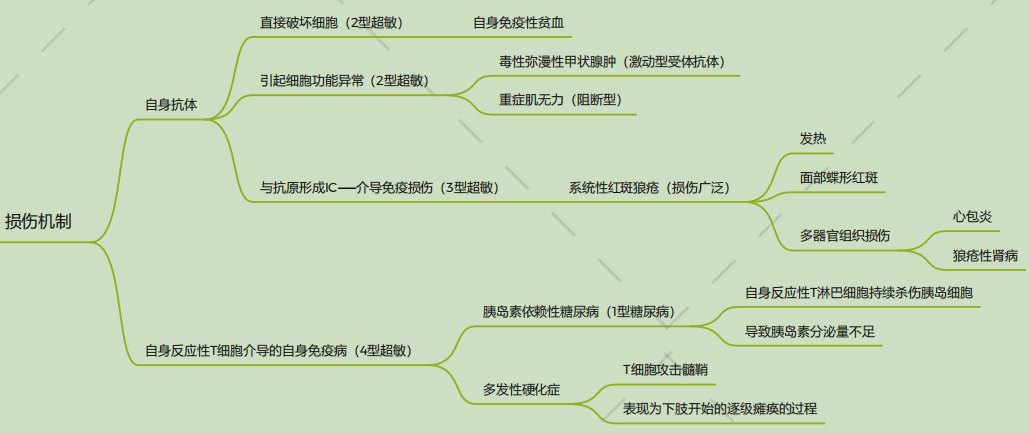 损伤机制
自身抗体
直接破坏细胞（2型超敏）
自身免疫性贫血
引起细胞功能异常（2型超敏）
毒性弥漫性甲状腺肿（激动型受体抗体）
重症肌无力（阻断型）
与抗原形成IC——介导免疫损伤（3型超敏）
系统性红斑狼疮（损伤广泛）
发热
面部蝶形红斑
多器官组织损伤
心包炎
狼疮性肾病
自身反应性T细胞介导的自身免疫病（4型超敏）
胰岛素依赖性糖尿病（1型糖尿病）
自身反应性T淋巴细胞持续杀伤胰岛细胞
导致胰岛素分泌量不足
多发性硬化症
T细胞攻击髓鞘
表现为下肢开始的逐级瘫痪的过程